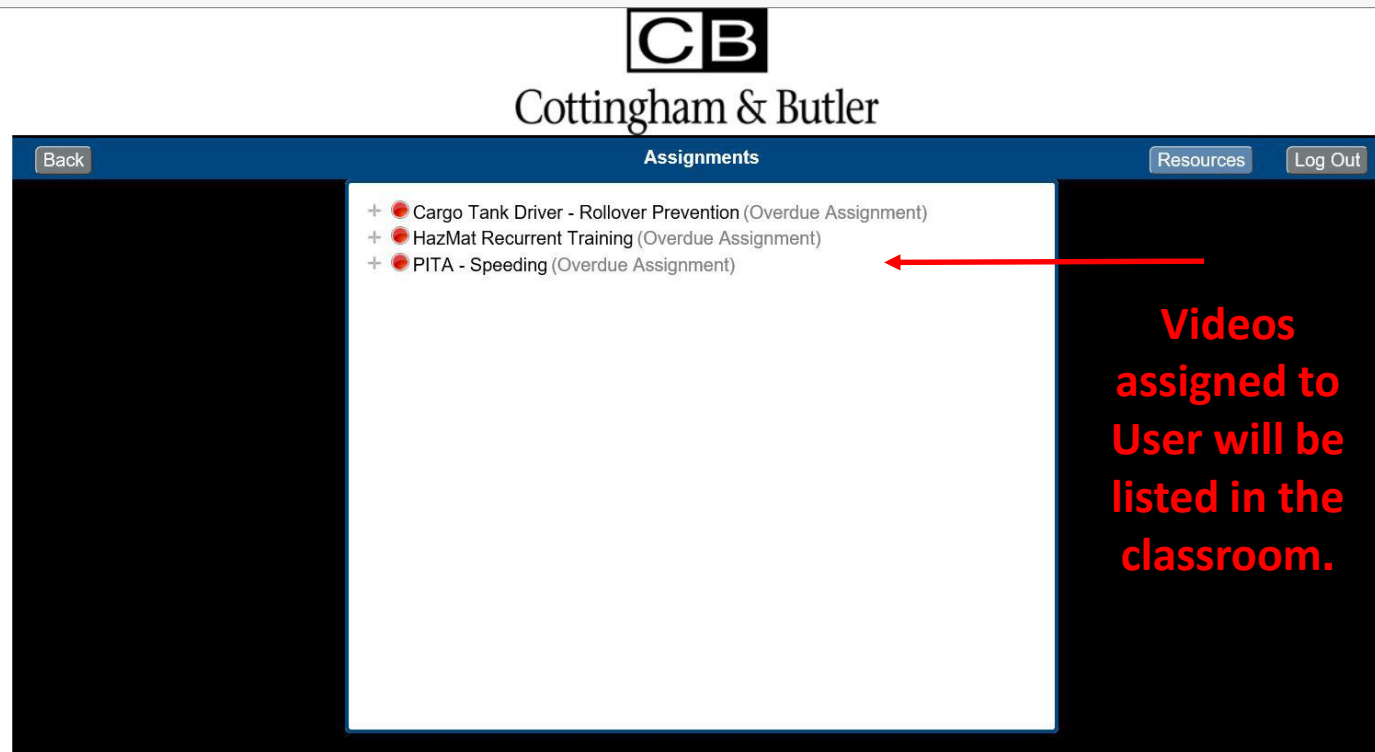 CB
Cottingham & Butler
Back
Assignments
Resources
Log Out
Cargo Tank Driver - Rollover Prevention (Overdue Assignment)
HazMat Recurrent Training (Overdue Assignment)
PITA - Speeding (Overdue Assignment)
Videos
assigned to
User will be
listed in the
classroom.